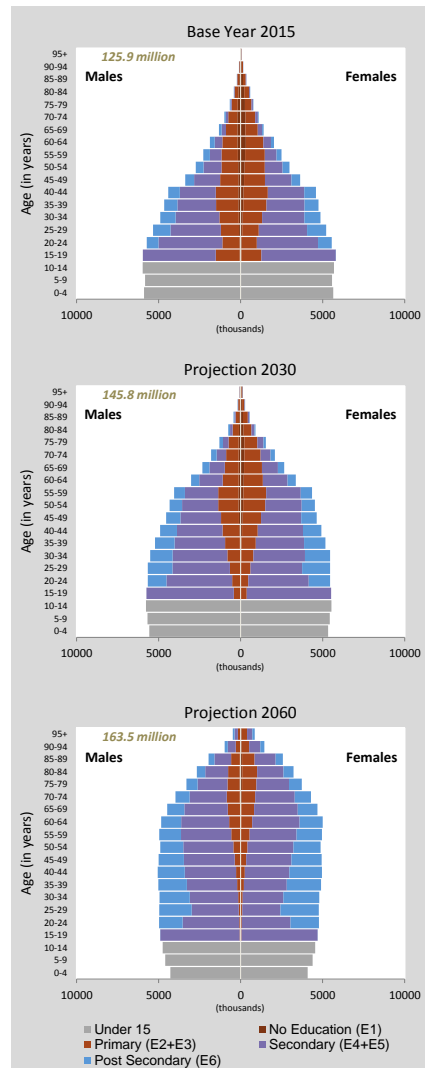 Base Year 2015
125.9 million
Males
Females
Age (in years)
95+
90-94
85-89
80-84
75-79
70-74
65-69
60-64
55-59
50-54
45-49
40-44
35-39
30-34
25-29
20-24
15-19
10-14
5-9
0-4
10000 5000 0 5000 10000
(thousands)
Projection 2030
145.8 million
Males
Females
Age (in years)
95+
90-94
85-89
80-84
75-79
70-74
65-69
60-64
55-59
50-54
45-49
40-44
35-39
30-34
25-29
20-24
15-19
10-14
5-9
0-4
10000 5000 0 5000 10000
(thousands)
Projection 2060
163.5 million
Males
Females
Age (in years)
95+
90-94
85-89
80-84
75-79
70-74
65-69
60-64
55-59
50-54
45-49
40-44
35-39
30-34
25-29
20-24
15-19
10-14
5-9
0-4
10000 5000 0 5000 10000
(thousands)
Under 15 No Education (E1)
Primary (E2+E3) Secondary (E4+E5)
Post Secondary (E6)